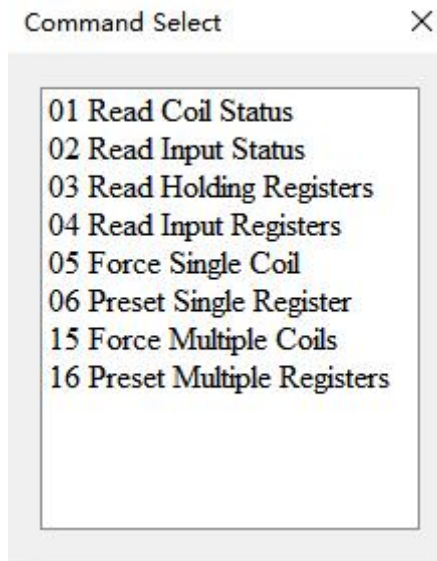 Command Select
01 Read Coil Status
02 Read Input Status
03 Read Holding Registers
04 Read Input Registers
05 Force Single Coil
06 Preset Single Register
15 Force Multiple Coils
16 Preset Multiple Registers